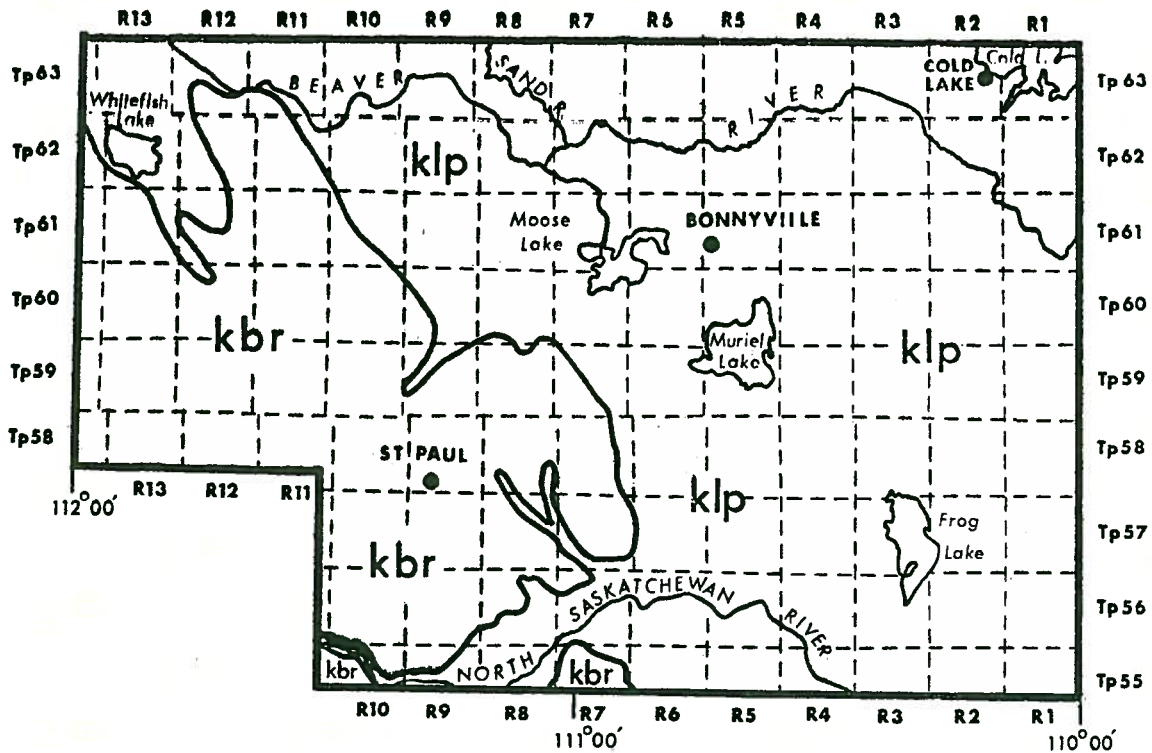 R13 R12 R11 R10 R9 R8 R7 R6 R5 R4 R3 R2 R1
Tp63 BEAVER SAND R COLD LAKE Cold L. Tp63
RIVER
Whitefish
Lake
Tp62 klp Tp62
Moose
Lake
BONNYVILLE
Tp61 Tp61
Tp60 Tp60
kbr klp
Muriel
Lake
Tp59 Tp59
Tp58 Tp58
ST PAUL
R13 R12 R11
112°00'
klp
Frog
Lake
Tp57
kbr
NORTH SASKATCHEWAN RIVER
Tp56
kbr kbr
Tp55
R10 R9 R8 R7 R6 R5 R4 R3 R2 R1
111°00' 110°00'